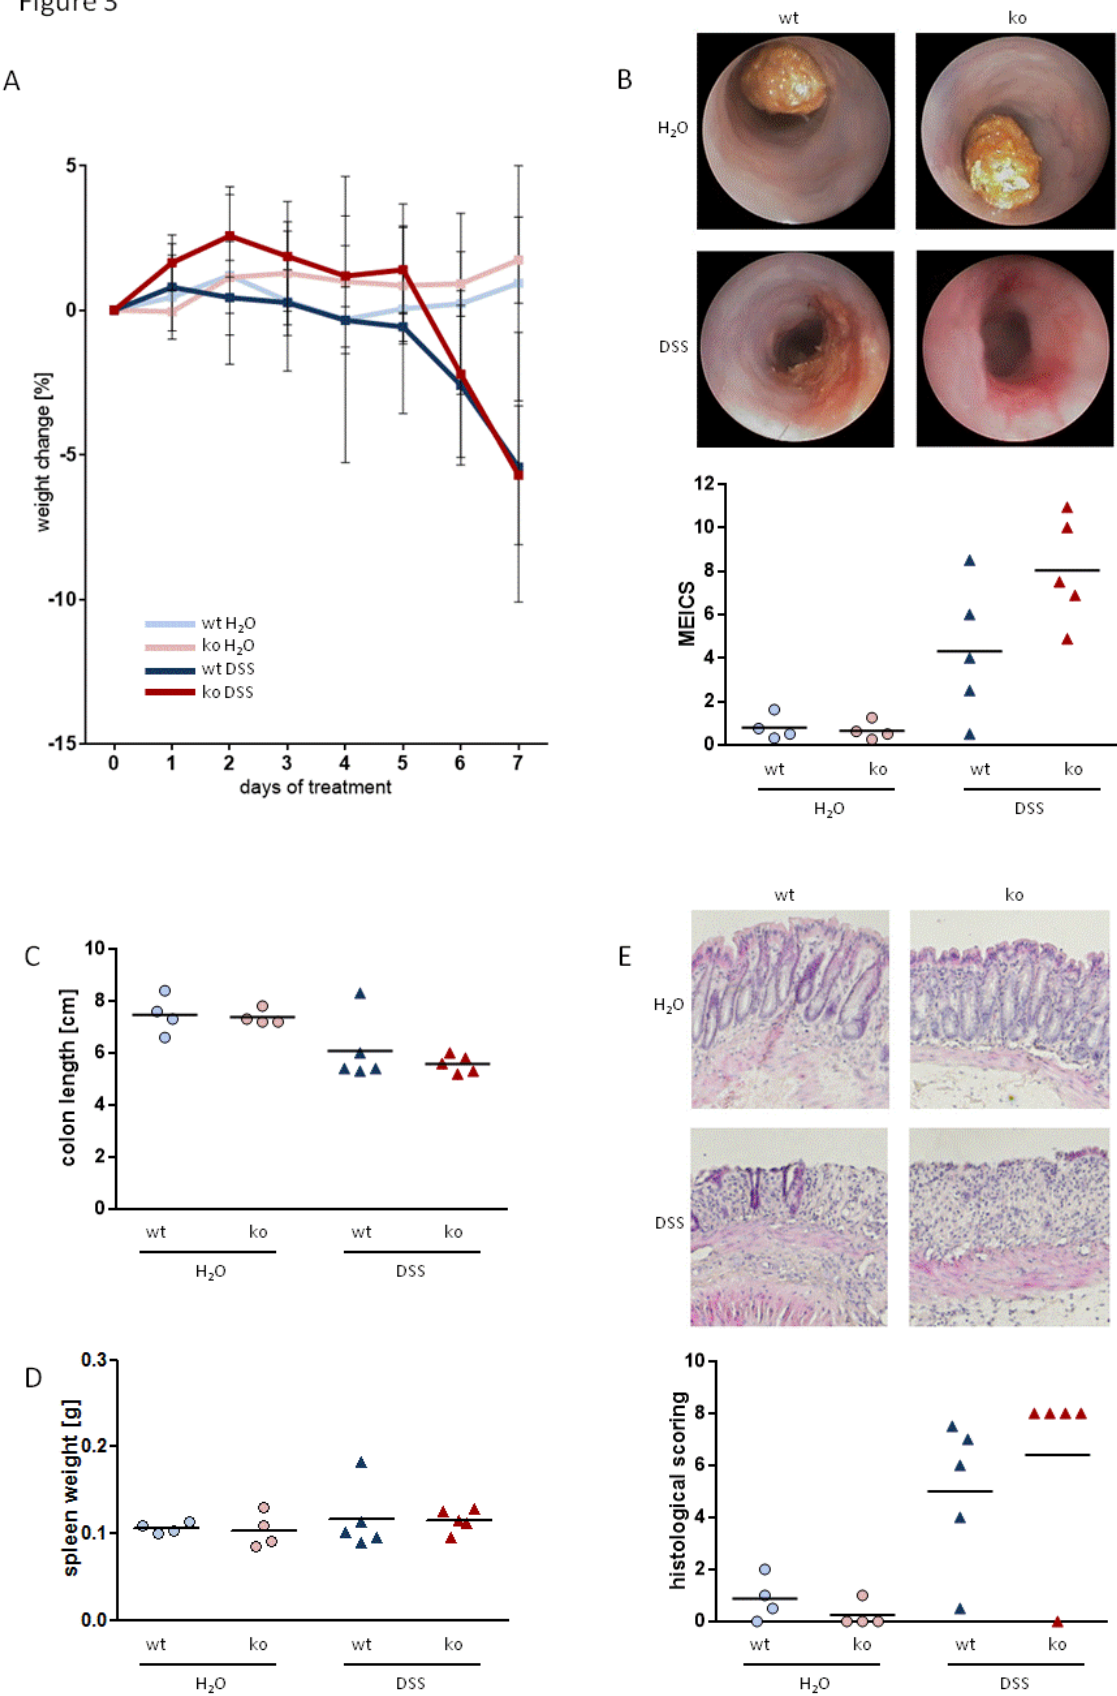 Figure 3
A
5
0
-5
-10
-15
weight change [%]
wt H₂O
ko H₂O
wt DSS
ko DSS
0 1 2 3 4 5 6 7
days of treatment
B
wt ko
H₂O
DSS
12
10
8
6
4
2
0
MEICS
wt ko wt ko
H₂O DSS
C
10
8
6
4
2
0
colon length [cm]
wt ko wt ko
H₂O DSS
D
0.3
0.2
0.1
0.0
spleen weight [g]
wt ko wt ko
H₂O DSS
E
wt ko
H₂O
DSS
10
8
6
4
2
0
histological scoring
wt ko wt ko
H₂O DSS